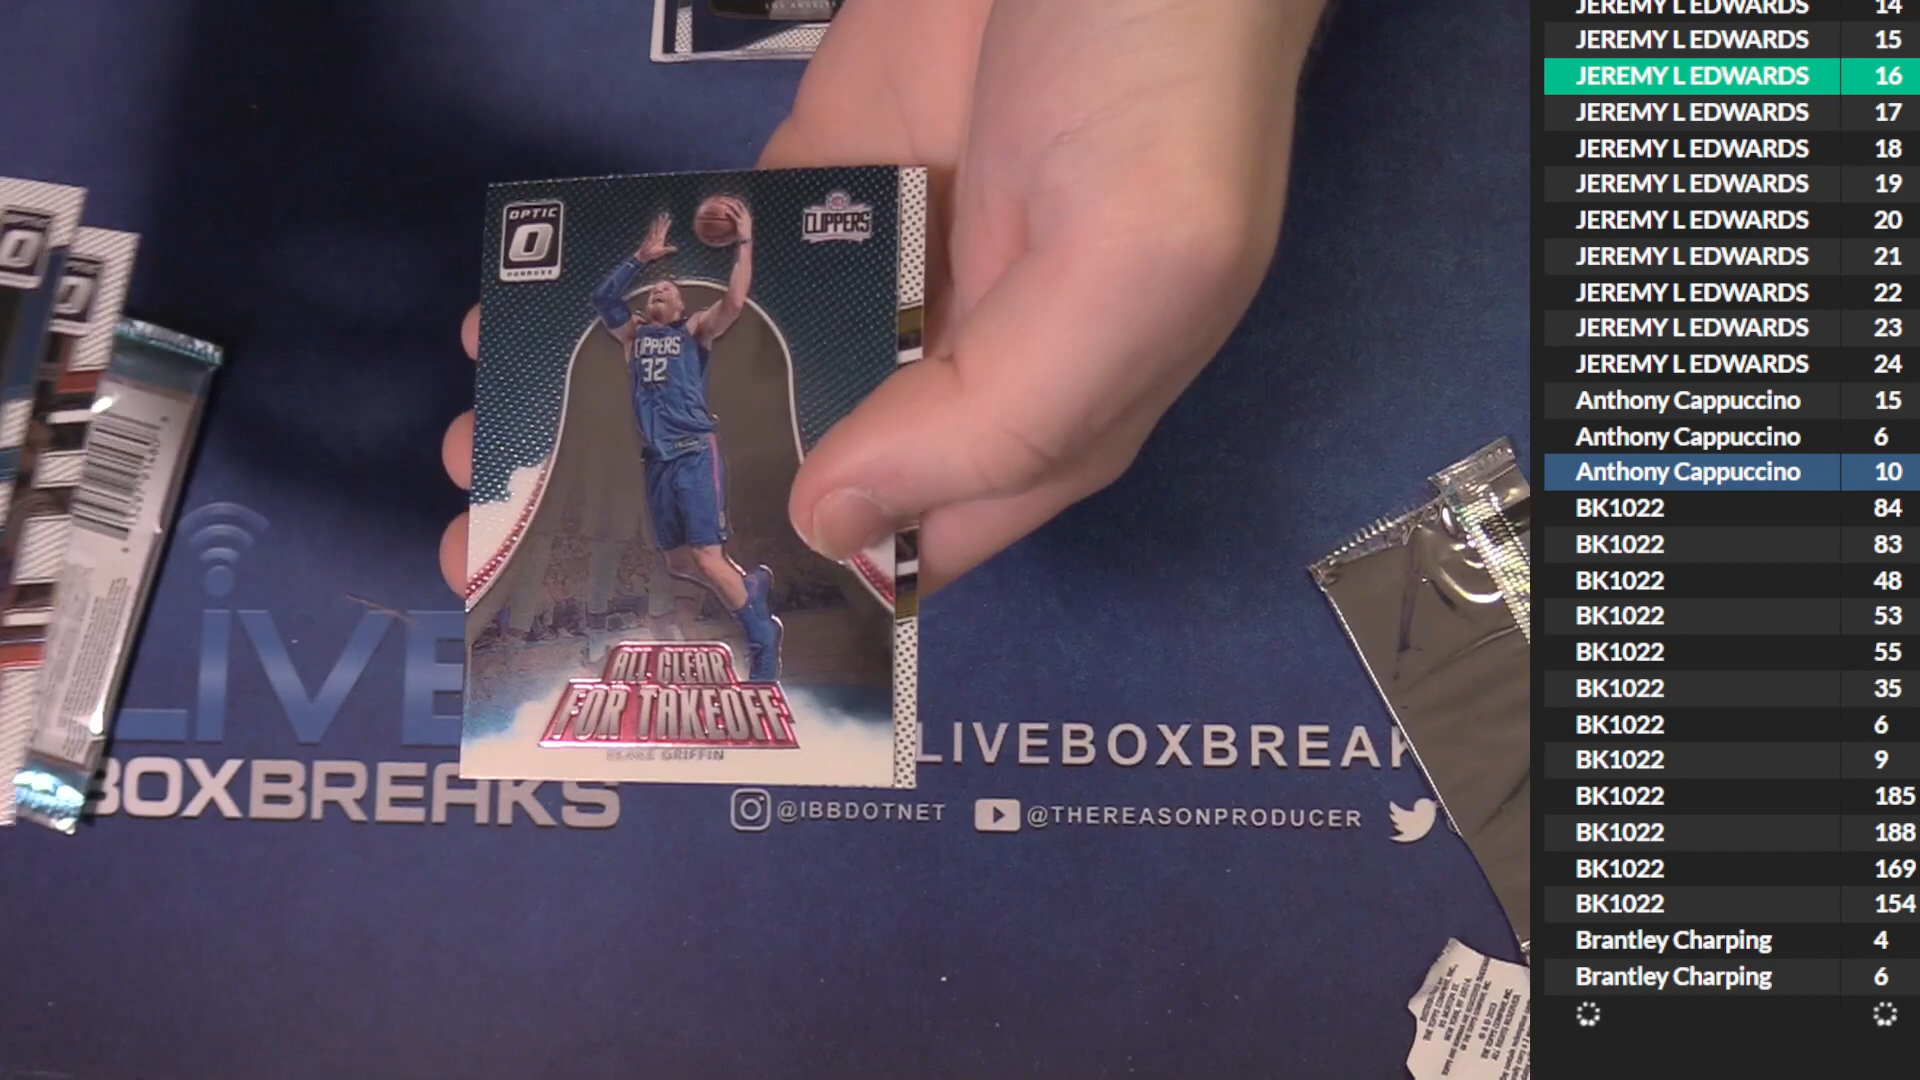 OPTIC
DONRUSS
CLIPPERS
CLIPPERS
32
ALL CLEAR
FOR TAKEOFF
BLAKE GRIFFIN
LOS ANGELES
LIVE
BOXBREAKS
LIVEBOXBREAK
@IBBDOTNET
@THEREASONPRODUCER
JEREMY L EDWARDS 14
JEREMY L EDWARDS 15
JEREMY L EDWARDS 16
JEREMY L EDWARDS 17
JEREMY L EDWARDS 18
JEREMY L EDWARDS 19
JEREMY L EDWARDS 20
JEREMY L EDWARDS 21
JEREMY L EDWARDS 22
JEREMY L EDWARDS 23
JEREMY L EDWARDS 24
Anthony Cappuccino 15
Anthony Cappuccino 6
Anthony Cappuccino 10
BK1022 84
BK1022 83
BK1022 48
BK1022 53
BK1022 55
BK1022 35
BK1022 6
BK1022 9
BK1022 185
BK1022 188
BK1022 169
BK1022 154
Brantley Charping 4
Brantley Charping 6